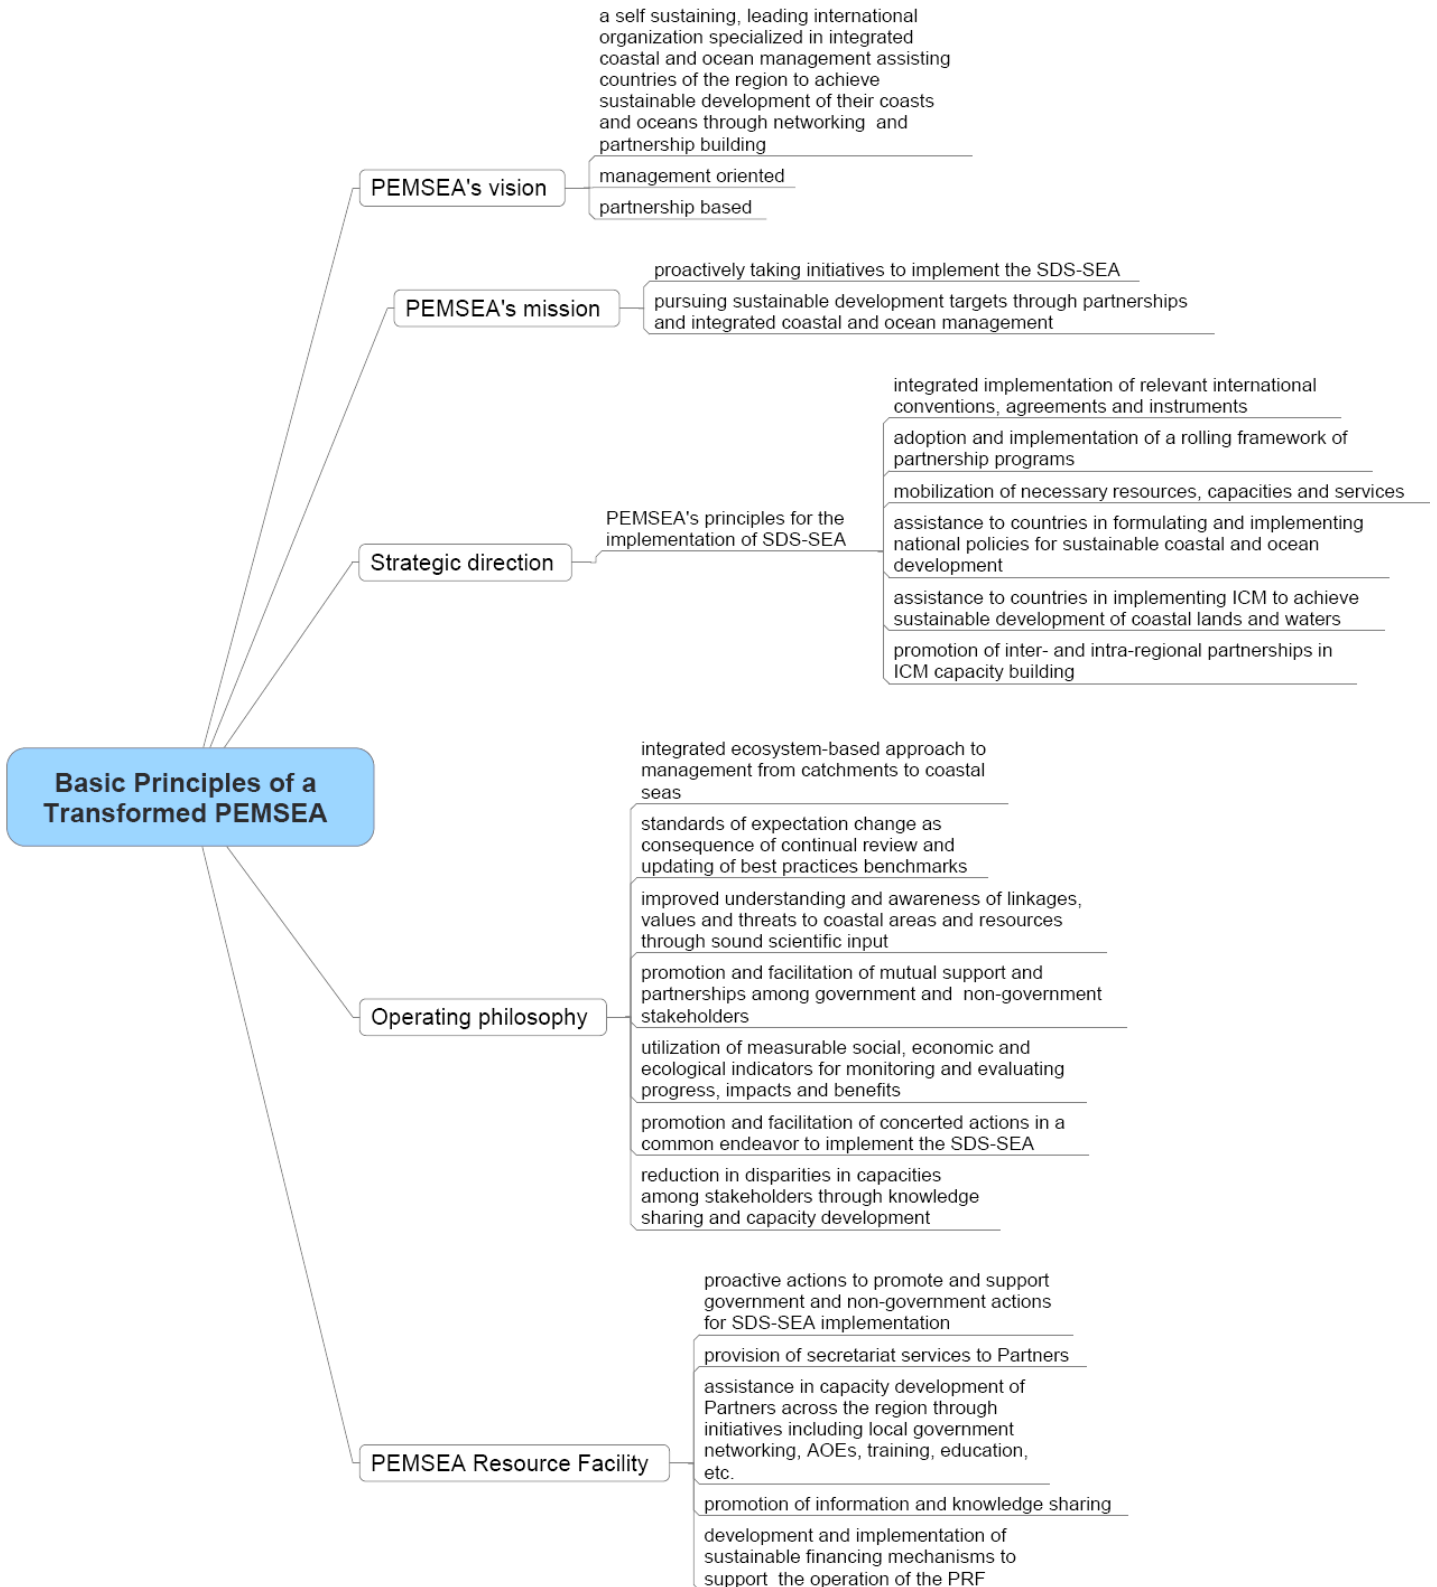 a self sustaining, leading international
organization specialized in integrated
coastal and ocean management assisting
countries of the region to achieve
sustainable development of their coasts
and oceans through networking and
partnership building
PEMSEA's vision
management oriented
partnership based
proactively taking initiatives to implement the SDS-SEA
PEMSEA's mission
pursuing sustainable development targets through partnerships
and integrated coastal and ocean management
integrated implementation of relevant international
conventions, agreements and instruments
adoption and implementation of a rolling framework of
partnership programs
mobilization of necessary resources, capacities and services
PEMSEA's principles for the
implementation of SDS-SEA
Strategic direction
assistance to countries in formulating and implementing
national policies for sustainable coastal and ocean
development
assistance to countries in implementing ICM to achieve
sustainable development of coastal lands and waters
promotion of inter- and intra-regional partnerships in
ICM capacity building
Basic Principles of a
Transformed PEMSEA
integrated ecosystem-based approach to
management from catchments to coastal
seas
standards of expectation change as
consequence of continual review and
updating of best practices benchmarks
improved understanding and awareness of linkages,
values and threats to coastal areas and resources
through sound scientific input
promotion and facilitation of mutual support and
partnerships among government and non-government
stakeholders
Operating philosophy
utilization of measurable social, economic and
ecological indicators for monitoring and evaluating
progress, impacts and benefits
promotion and facilitation of concerted actions in a
common endeavor to implement the SDS-SEA
reduction in disparities in capacities
among stakeholders through knowledge
sharing and capacity development
proactive actions to promote and support
government and non-government actions
for SDS-SEA implementation
provision of secretariat services to Partners
assistance in capacity development of
Partners across the region through
initiatives including local government
networking, AOEs, training, education,
etc.
PEMSEA Resource Facility
promotion of information and knowledge sharing
development and implementation of
sustainable financing mechanisms to
support the operation of the PRF